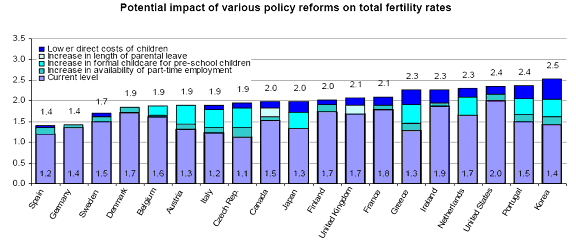 Potential impact of various policy reforms on total fertility rates
3.5
3.0
2.5
2.0
1.5
1.0
0.5
0.0
Lower direct costs of children
Increase in length of parental leave
Increase in formal childcare for pre-school children
Increase in availability of part-time employment
Current level
1.4 1.4 1.7 1.9 1.9 1.9 1.9 1.9 2.0 2.0 2.0 2.1 2.1 2.3 2.3 2.3 2.4 2.4 2.5
1.2 1.4 1.5 1.7 1.6 1.3 1.2 1.1 1.5 1.3 1.7 1.7 1.8 1.3 1.9 1.7 2.0 1.5 1.4
Spain Germany Sweden Denmark Belgium Austria Italy Czech Rep. Canada Japan Finland United Kingdom France Greece Ireland Netherlands United States Portugal Korea